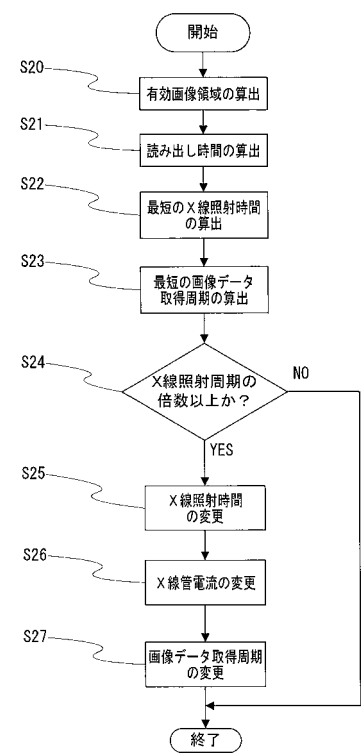 開始
S20
有効画像領域の算出
S21
読み出し時間の算出
S22
最短のX線照射時間
の算出
S23
最短の画像データ
取得周期の算出
S24
X線照射周期の
倍数以上か？
NO
YES
S25
X線照射時間
の変更
S26
X線管電流の変更
S27
画像データ取得周期
の変更
終了